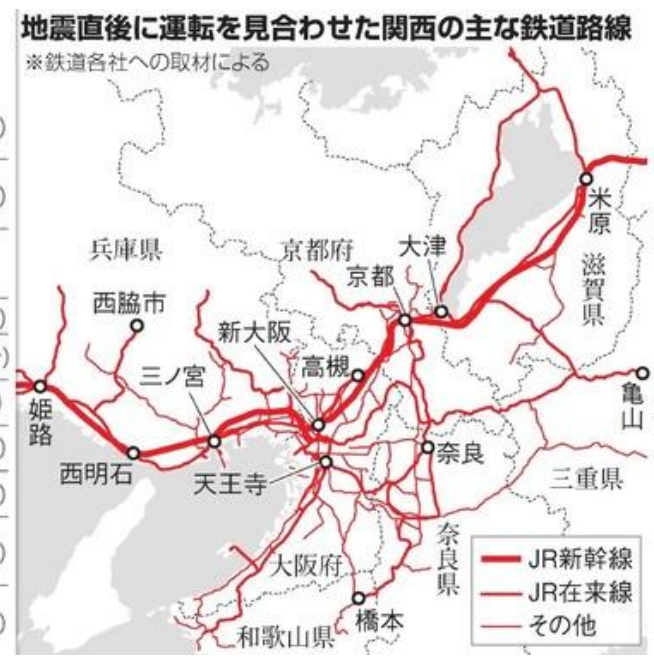 地震直後に運転を見合わせた関西の主な鉄道路線
※鉄道各社への取材による
米原
兵庫県
京都府
大津
京都
滋賀県
西脇市
新大阪
高槻
三ノ宮
亀山
姫路
西明石
天王寺
奈良
三重県
大阪府
奈良県
橋本
和歌山県
JR新幹線
JR在来線
その他